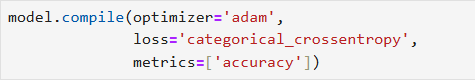 model.compile(optimizer='adam',
              loss='categorical_crossentropy',
              metrics=['accuracy'])